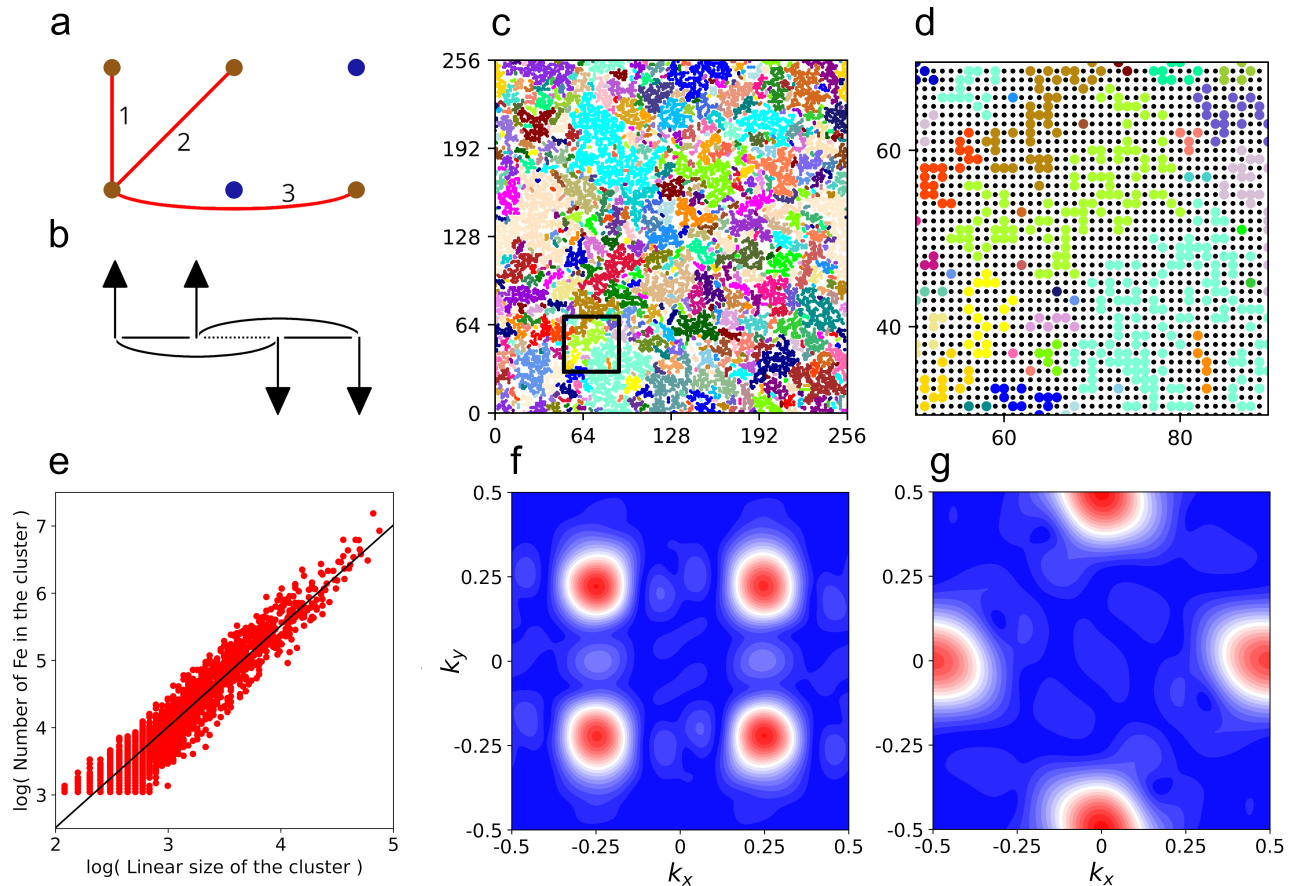 a
1
2
3
b
c
256
192
128
64
0
0 64 128 192 256
d
60
40
60 80
e
log( Number of Fe in the cluster )
7
6
5
4
3
2 3 4 5
log( Linear size of the cluster )
f
k_y
0.5
0.25
0
-0.25
-0.5
-0.5 -0.25 0 0.25 0.5
k_x
g
0.5
0.25
0
-0.25
-0.5
-0.5 -0.25 0 0.25 0.5
k_x